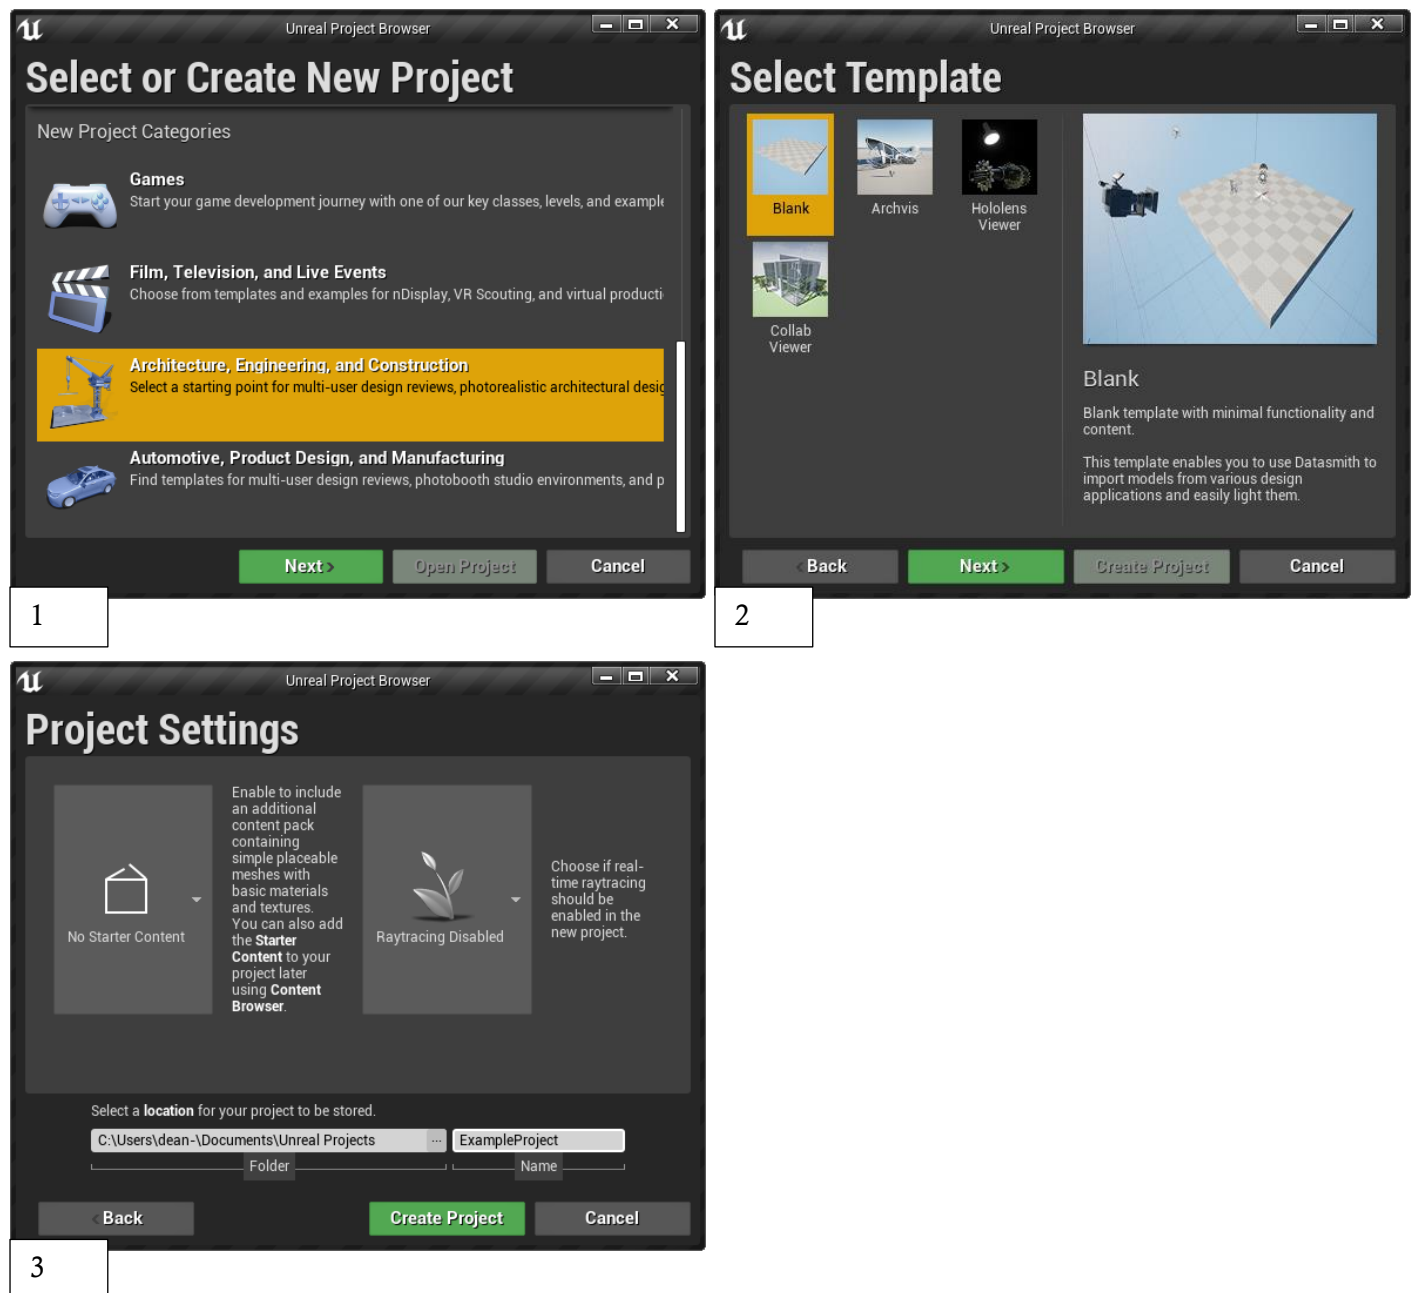 Unreal Project Browser
Select or Create New Project
New Project Categories
Games
Start your game development journey with one of our key classes, levels, and example
Film, Television, and Live Events
Choose from templates and examples for nDisplay, VR Scouting, and virtual producti
Architecture, Engineering, and Construction
Select a starting point for multi-user design reviews, photorealistic architectural desig
Automotive, Product Design, and Manufacturing
Find templates for multi-user design reviews, photobooth studio environments, and p
Next >
Open Project
Cancel
1
Unreal Project Browser
Select Template
Blank
Archvis
Hololens
Viewer
Collab
Viewer
Blank
Blank template with minimal functionality and
content.
This template enables you to use Datasmith to
import models from various design
applications and easily light them.
< Back
Next >
Create Project
Cancel
2
Unreal Project Browser
Project Settings
No Starter Content
Enable to include
an additional
content pack
containing
simple placeable
meshes with
basic materials
and textures.
You can also add
the Starter
Content to your
project later
using Content
Browser.
Raytracing Disabled
Choose if real-
time raytracing
should be
enabled in the
new project.
Select a location for your project to be stored.
C:\Users\dean-\Documents\Unreal Projects
...
ExampleProject
Folder
Name
< Back
Create Project
Cancel
3